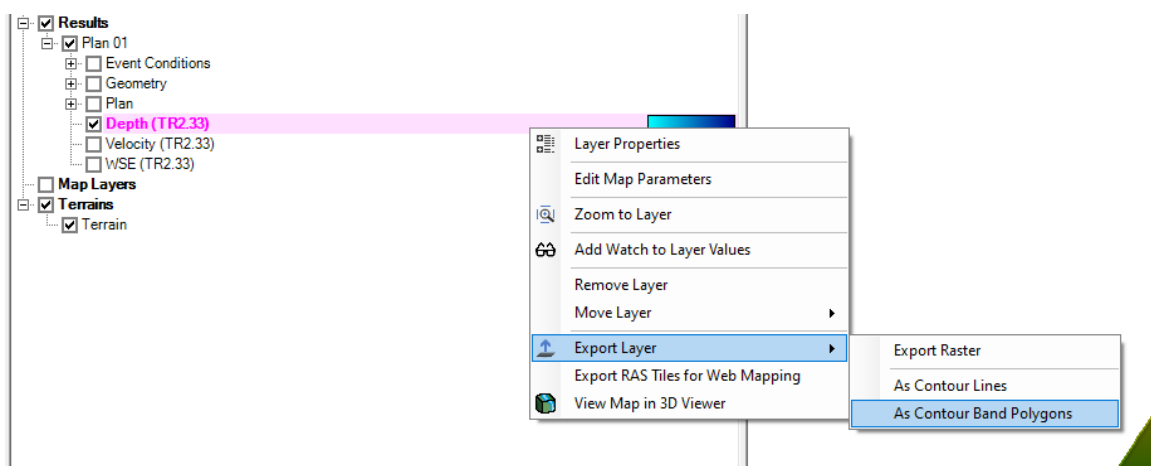 Results
Plan 01
Event Conditions
Geometry
Plan
Depth (TR2.33)
Velocity (TR2.33)
WSE (TR2.33)
Map Layers
Terrains
Terrain
Layer Properties
Edit Map Parameters
Zoom to Layer
Add Watch to Layer Values
Remove Layer
Move Layer
Export Layer
Export RAS Tiles for Web Mapping
View Map in 3D Viewer
Export Raster
As Contour Lines
As Contour Band Polygons